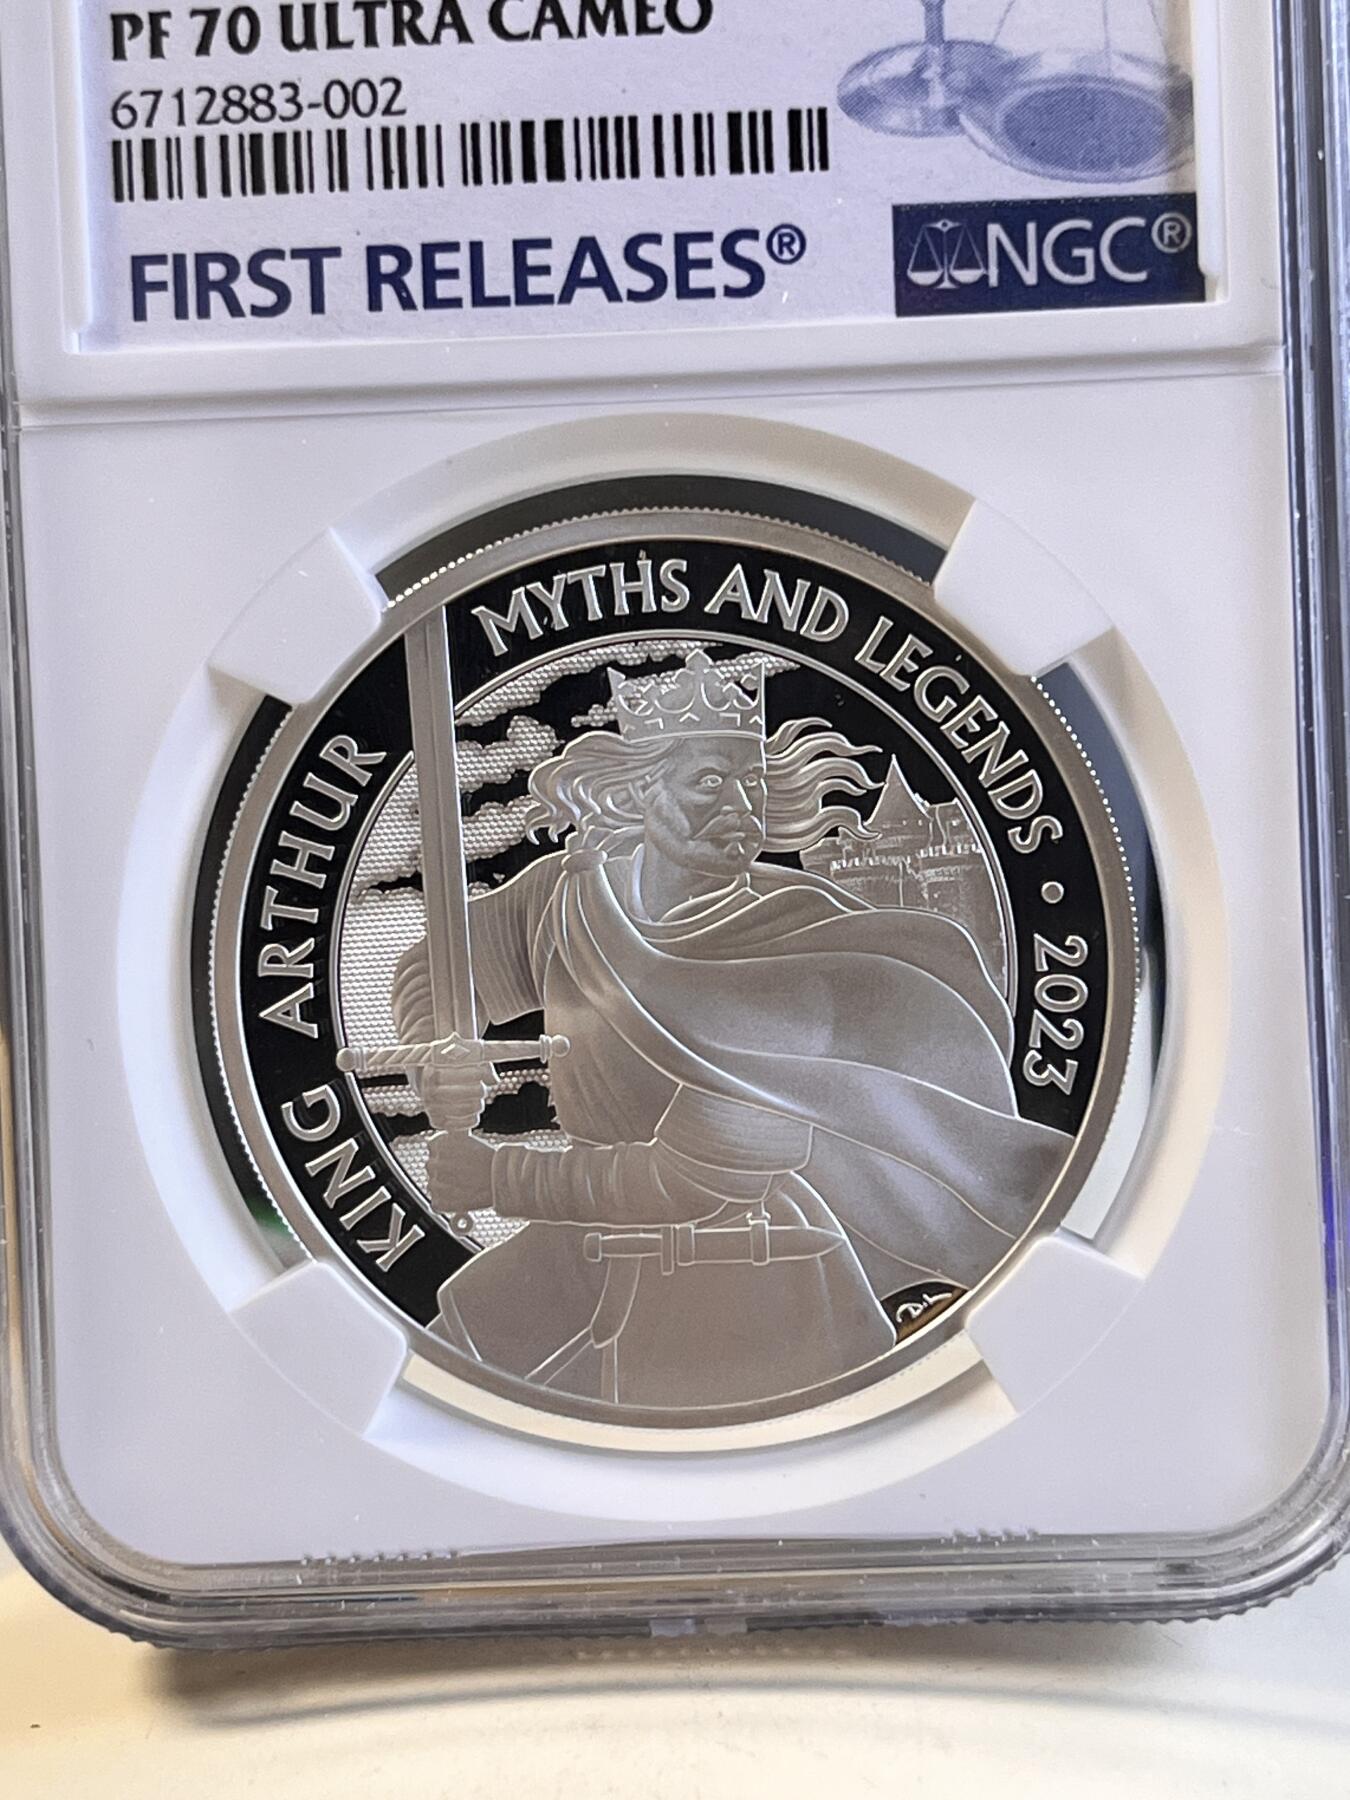 PF 70 ULTRA CAMEO
6712883-002
FIRST RELEASES®
NGC®
KING ARTHUR
MYTHS AND LEGENDS • 2023